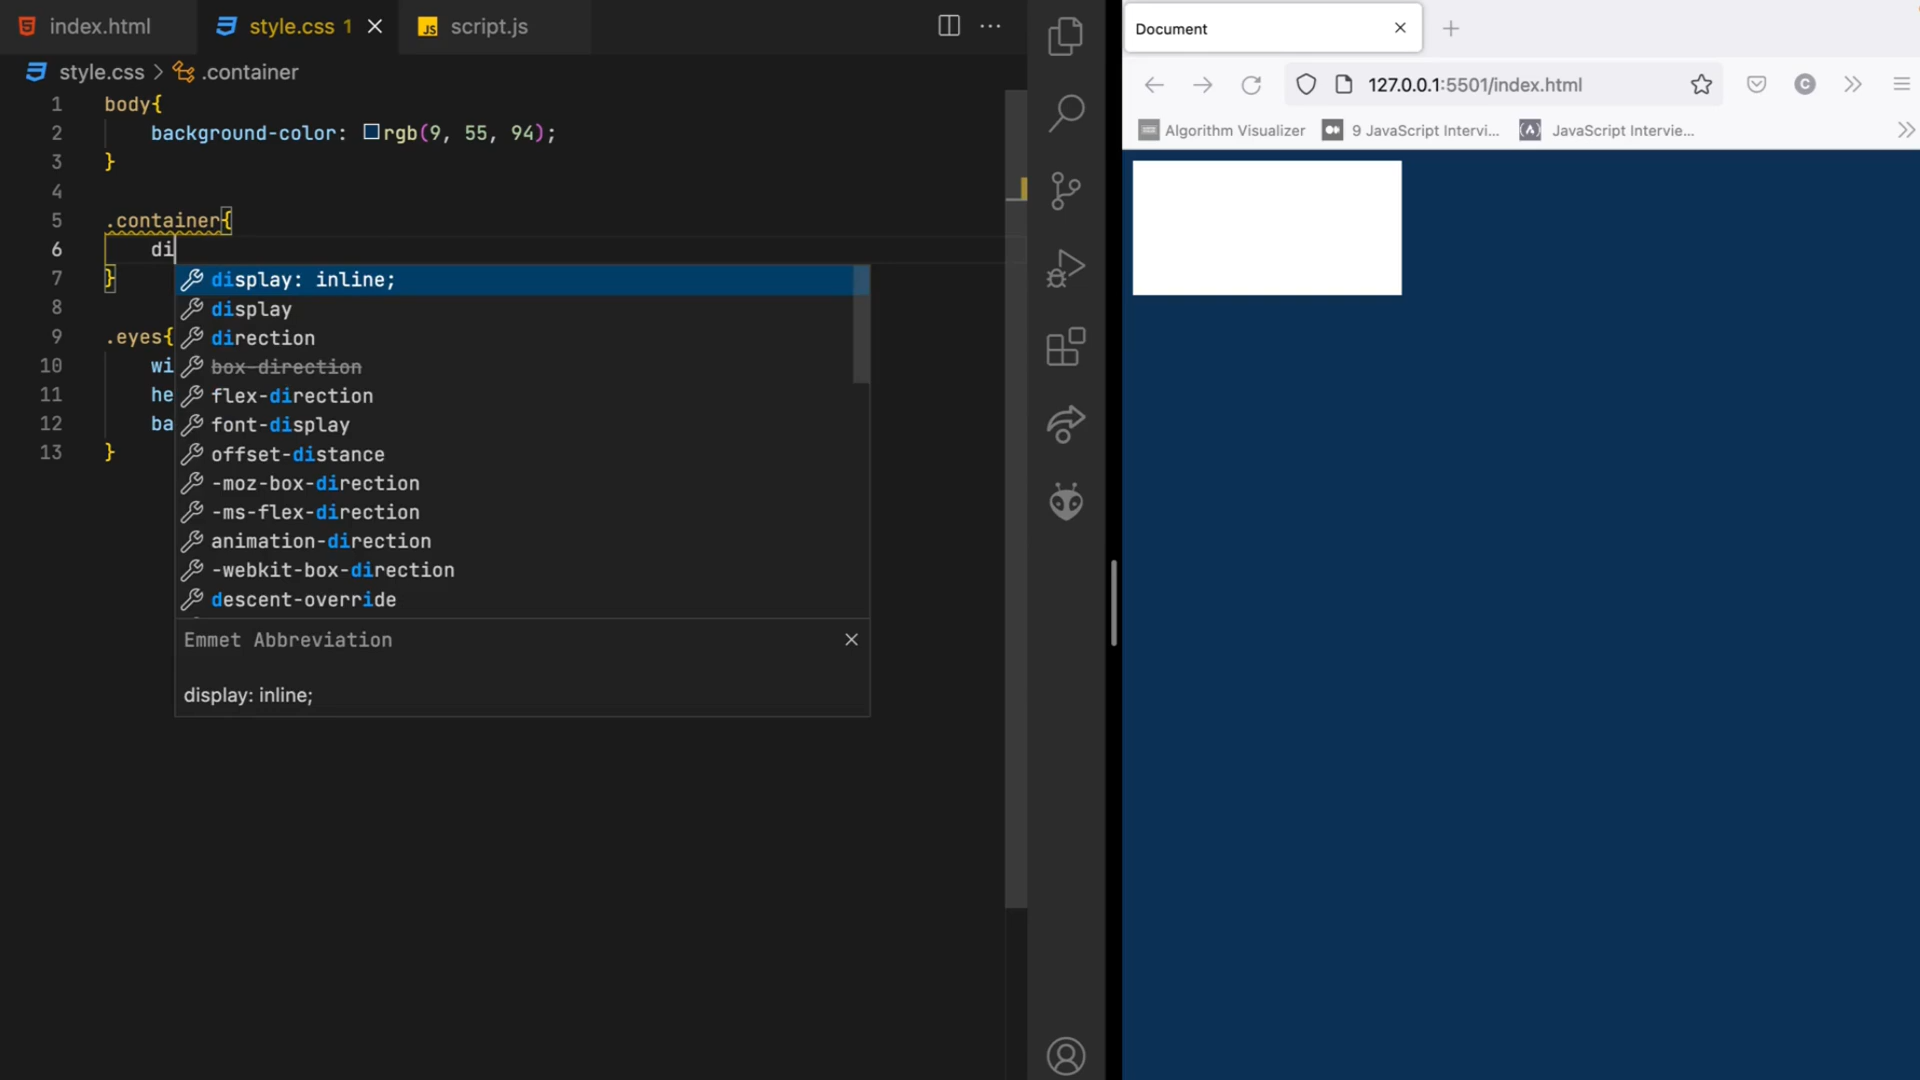 index.html
style.css 1
script.js
style.css > .container
1 body{
2 background-color: rgb(9, 55, 94);
3 }
4
5 .container{
6 di
7 }
8
9 .eyes{
10 wi
11 he
12 ba
13 }
display: inline;
display
direction
box-direction
flex-direction
font-display
offset-distance
-moz-box-direction
-ms-flex-direction
animation-direction
-webkit-box-direction
descent-override
Emmet Abbreviation
display: inline;
Document
127.0.0.1:5501/index.html
C
Algorithm Visualizer
9 JavaScript Intervi...
JavaScript Intervie...